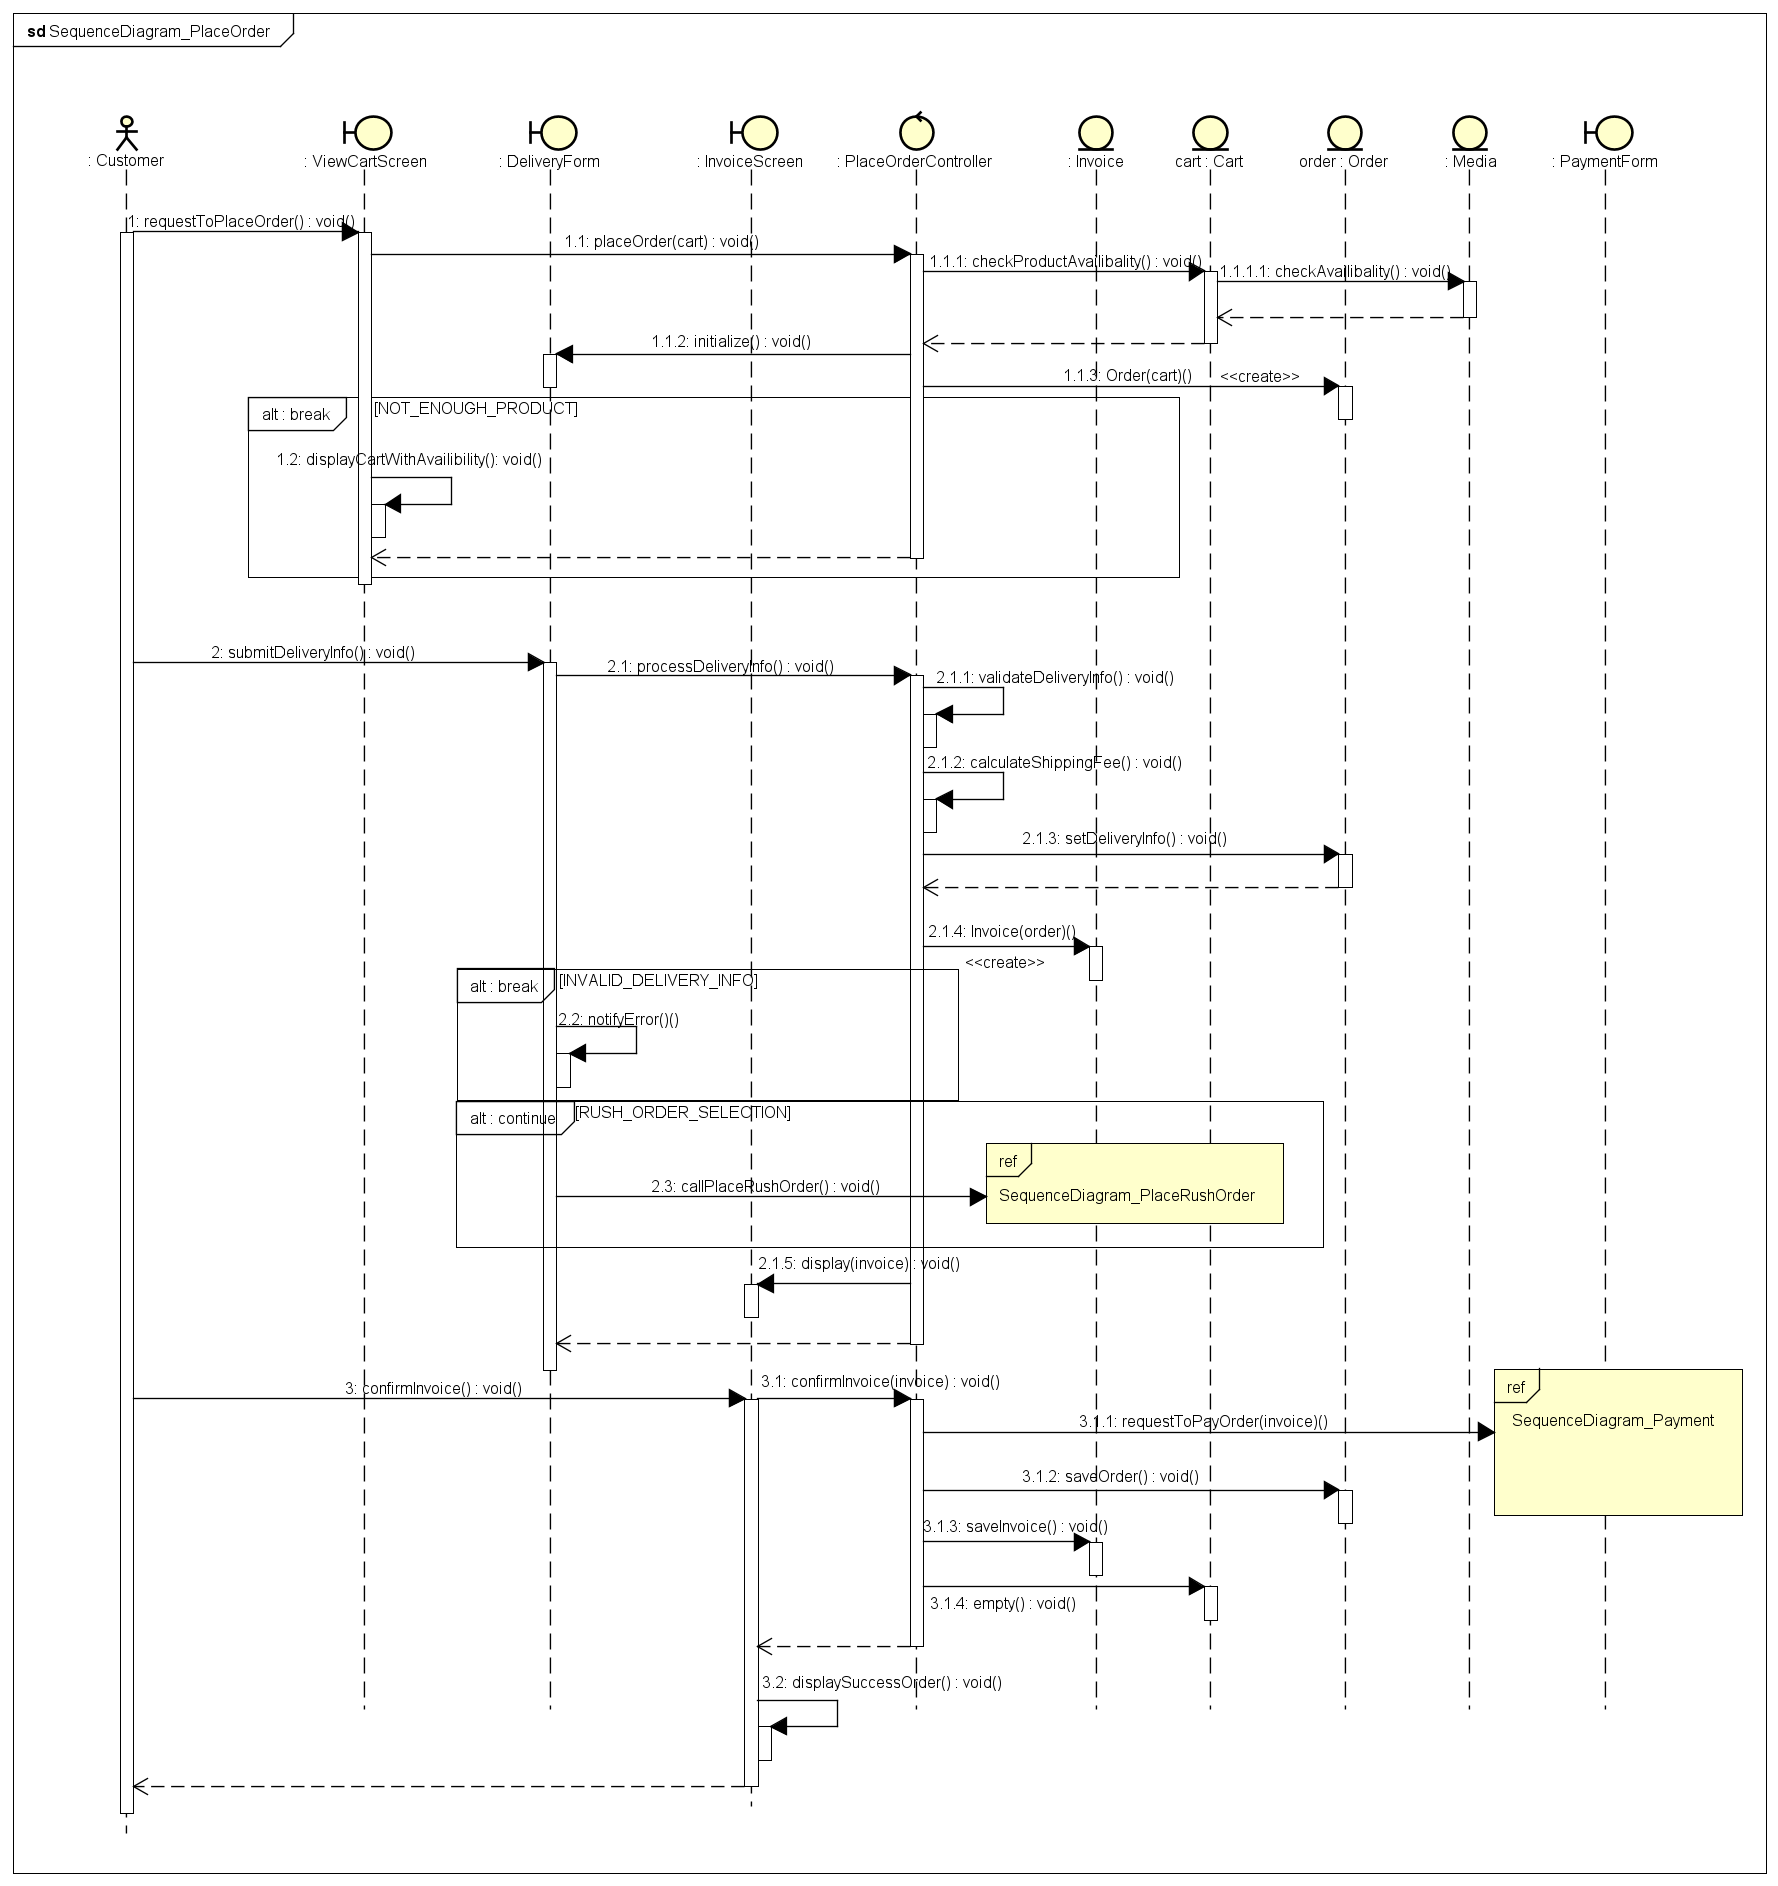 sd SequenceDiagram_PlaceOrder
: Customer
: ViewCartScreen
: DeliveryForm
: InvoiceScreen
: PlaceOrderController
: Invoice
cart : Cart
order : Order
: Media
: PaymentForm
1: requestToPlaceOrder() : void()
1.1: placeOrder(cart) : void()
1.1.1: checkProductAvailibality() : void()
1.1.1.1: checkAvailibality() : void()
1.1.2: initialize() : void()
1.1.3: Order(cart)()
<<create>>
alt : break
[NOT_ENOUGH_PRODUCT]
1.2: displayCartWithAvailibility(): void()
2: submitDeliveryInfo() : void()
2.1: processDeliveryInfo() : void()
2.1.1: validateDeliveryInfo() : void()
2.1.2: calculateShippingFee() : void()
2.1.3: setDeliveryInfo() : void()
2.1.4: Invoice(order)()
<<create>>
alt : break
[INVALID_DELIVERY_INFO]
2.2: notifyError()()
alt : continue
[RUSH_ORDER_SELECTION]
ref
SequenceDiagram_PlaceRushOrder
2.3: callPlaceRushOrder() : void()
2.1.5: display(invoice) : void()
3: confirmInvoice() : void()
3.1: confirmInvoice(invoice) : void()
ref
SequenceDiagram_Payment
3.1.1: requestToPayOrder(invoice)()
3.1.2: saveOrder() : void()
3.1.3: saveInvoice() : void()
3.1.4: empty() : void()
3.2: displaySuccessOrder() : void()